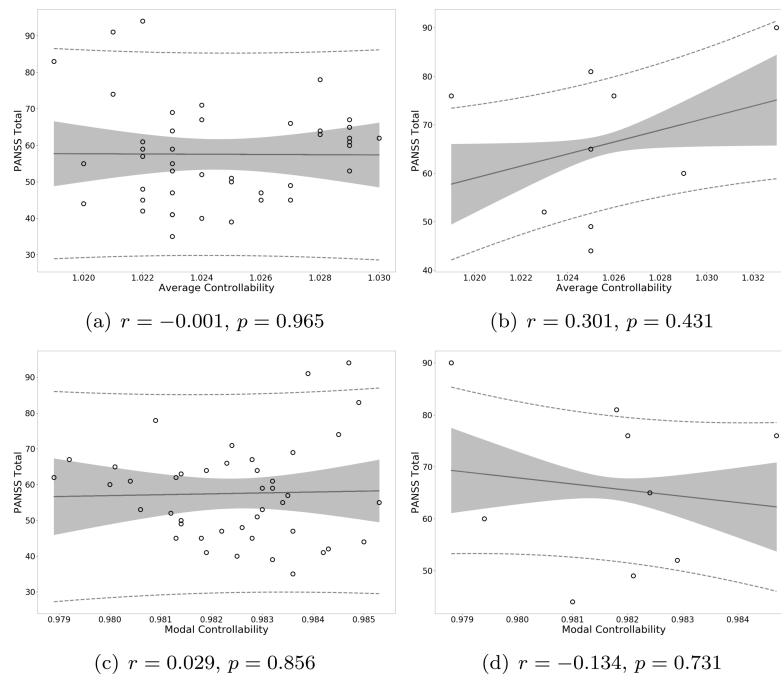 90
80
70
60
50
40
30
PANSS Total
1.020 1.022 1.024 1.026 1.028 1.030
Average Controllability
(a) r = −0.001, p = 0.965
90
80
70
60
50
40
PANSS Total
1.020 1.022 1.024 1.026 1.028 1.030 1.032
Average Controllability
(b) r = 0.301, p = 0.431
90
80
70
60
50
40
30
PANSS Total
0.979 0.980 0.981 0.982 0.983 0.984 0.985
Modal Controllability
(c) r = 0.029, p = 0.856
90
80
70
60
50
PANSS Total
0.979 0.980 0.981 0.982 0.983 0.984
Modal Controllability
(d) r = −0.134, p = 0.731